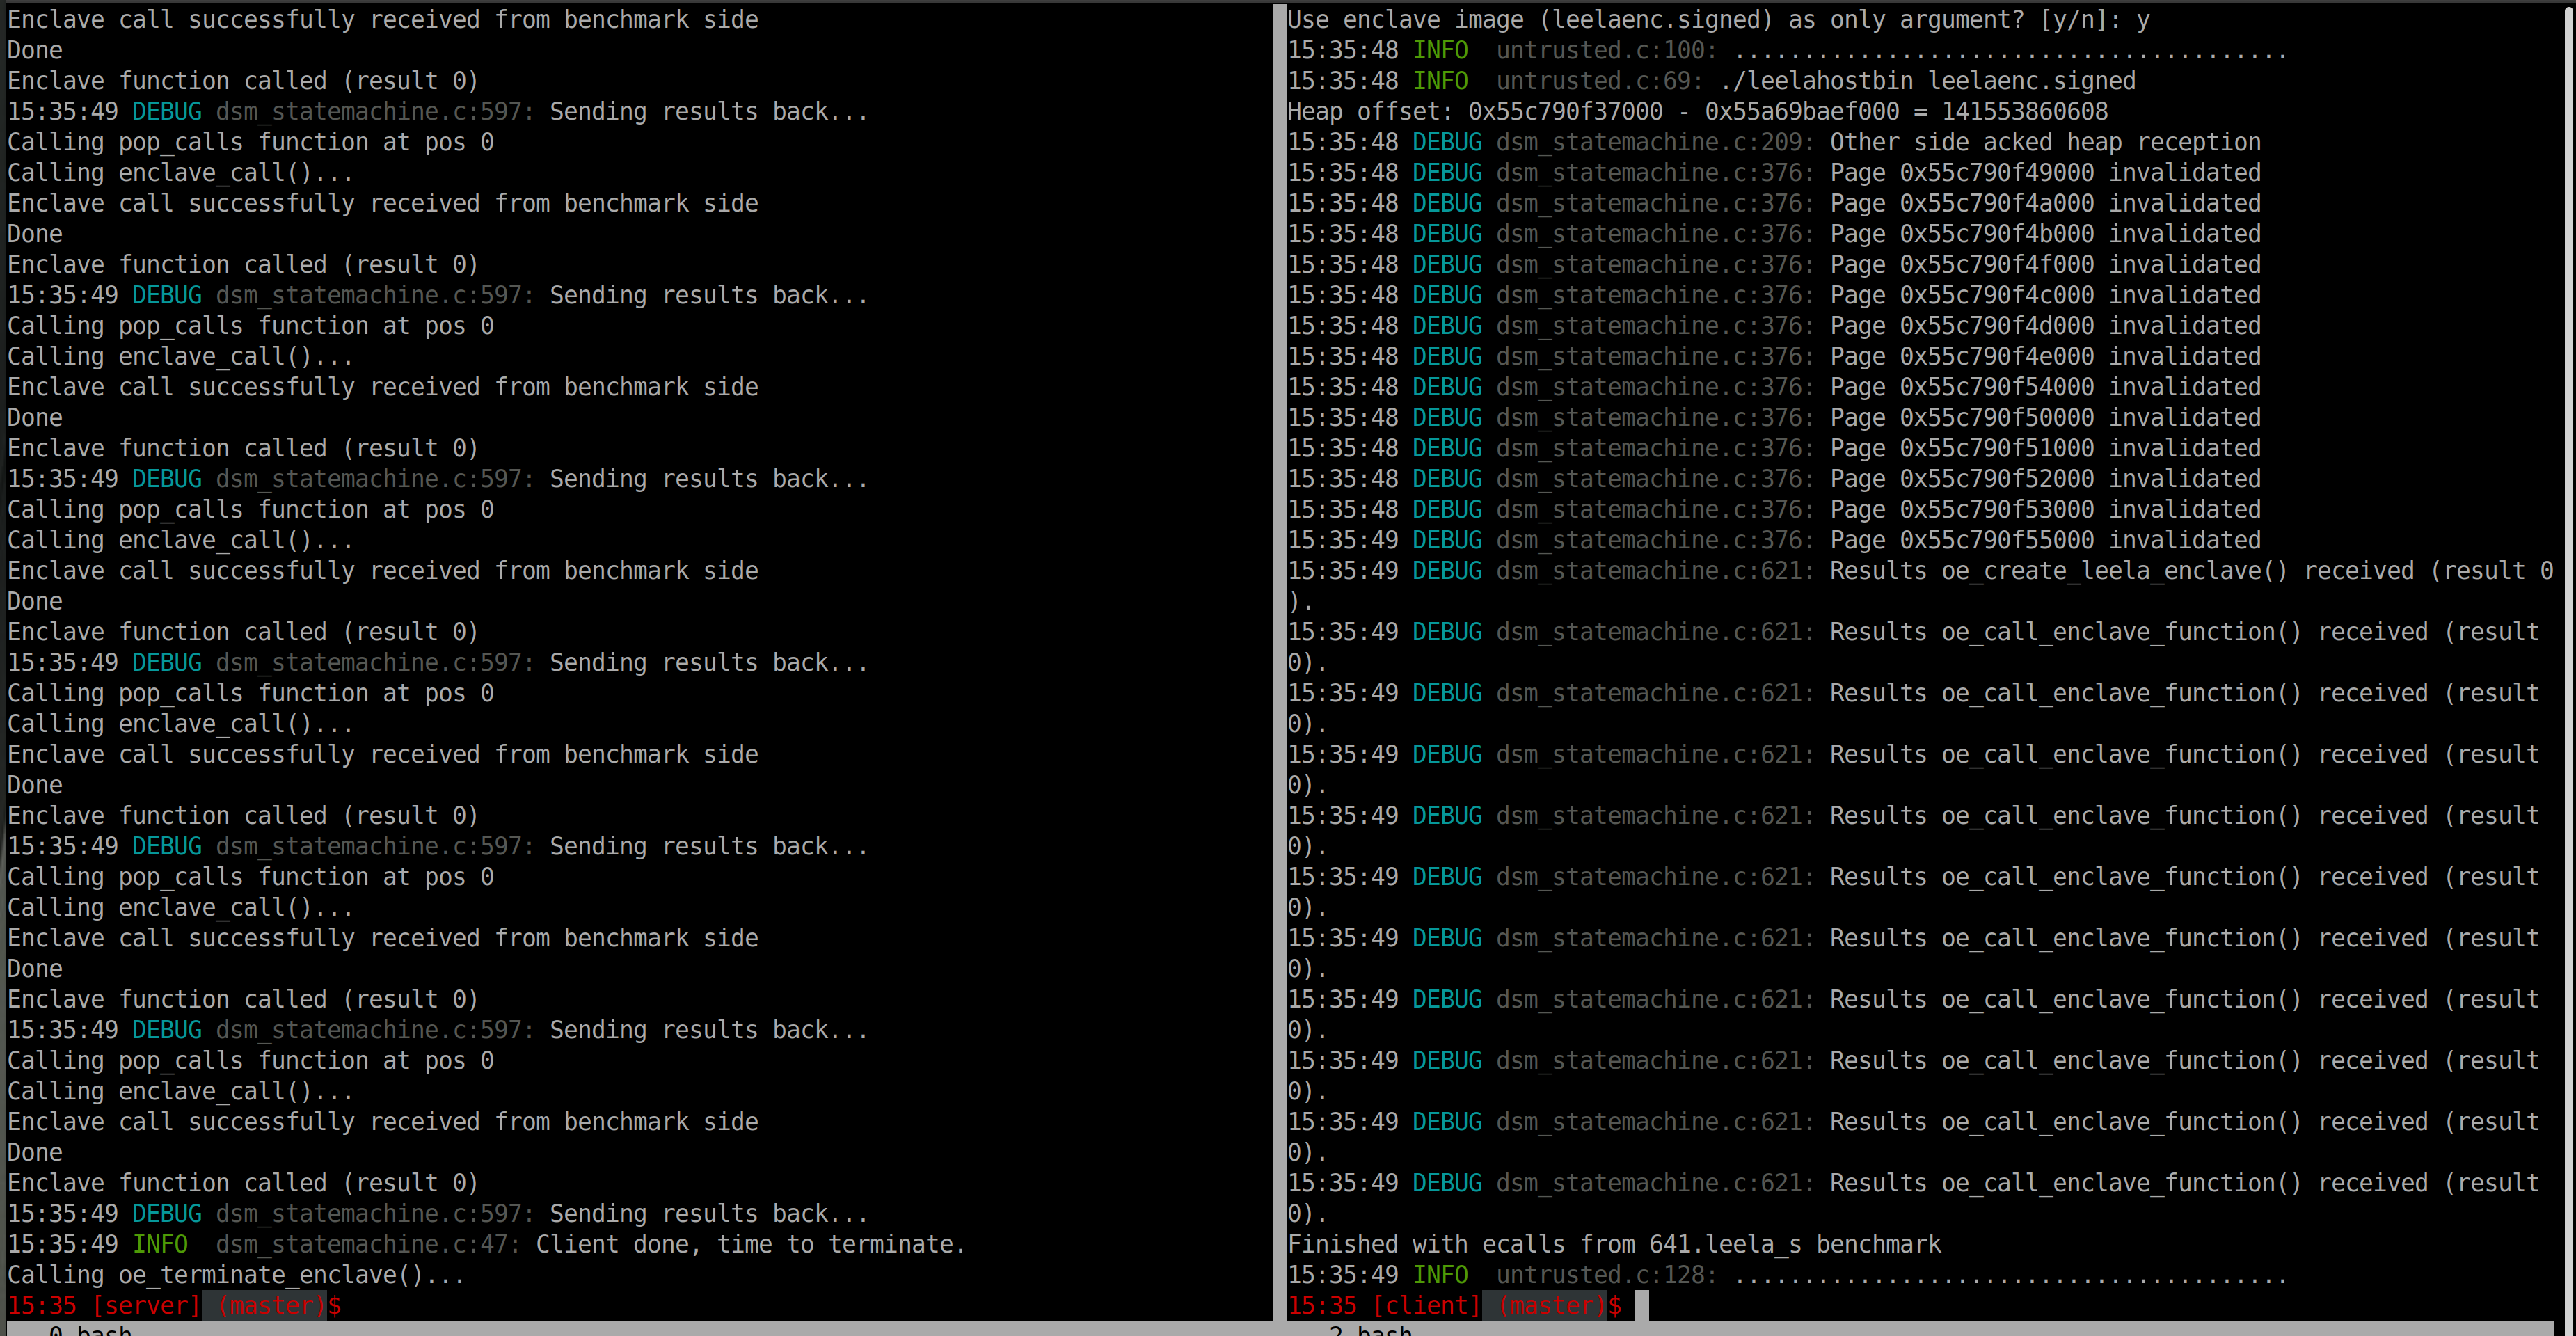 Enclave call successfully received from benchmark side
Done
Enclave function called (result 0)
15:35:49 DEBUG dsm_statemachine.c:597: Sending results back...
Calling pop_calls function at pos 0
Calling enclave_call()...
Enclave call successfully received from benchmark side
Done
Enclave function called (result 0)
15:35:49 DEBUG dsm_statemachine.c:597: Sending results back...
Calling pop_calls function at pos 0
Calling enclave_call()...
Enclave call successfully received from benchmark side
Done
Enclave function called (result 0)
15:35:49 DEBUG dsm_statemachine.c:597: Sending results back...
Calling pop_calls function at pos 0
Calling enclave_call()...
Enclave call successfully received from benchmark side
Done
Enclave function called (result 0)
15:35:49 DEBUG dsm_statemachine.c:597: Sending results back...
Calling pop_calls function at pos 0
Calling enclave_call()...
Enclave call successfully received from benchmark side
Done
Enclave function called (result 0)
15:35:49 DEBUG dsm_statemachine.c:597: Sending results back...
Calling pop_calls function at pos 0
Calling enclave_call()...
Enclave call successfully received from benchmark side
Done
Enclave function called (result 0)
15:35:49 DEBUG dsm_statemachine.c:597: Sending results back...
Calling pop_calls function at pos 0
Calling enclave_call()...
Enclave call successfully received from benchmark side
Done
Enclave function called (result 0)
15:35:49 DEBUG dsm_statemachine.c:597: Sending results back...
15:35:49 INFO  dsm_statemachine.c:47: Client done, time to terminate.
Calling oe_terminate_enclave()...
15:35 [server] (master)$
0 bash
Use enclave image (leelaenc.signed) as only argument? [y/n]: y
15:35:48 INFO  untrusted.c:100: ........................................
15:35:48 INFO  untrusted.c:69: ./leelahostbin leelaenc.signed
Heap offset: 0x55c790f37000 - 0x55a69baef000 = 141553860608
15:35:48 DEBUG dsm_statemachine.c:209: Other side acked heap reception
15:35:48 DEBUG dsm_statemachine.c:376: Page 0x55c790f49000 invalidated
15:35:48 DEBUG dsm_statemachine.c:376: Page 0x55c790f4a000 invalidated
15:35:48 DEBUG dsm_statemachine.c:376: Page 0x55c790f4b000 invalidated
15:35:48 DEBUG dsm_statemachine.c:376: Page 0x55c790f4f000 invalidated
15:35:48 DEBUG dsm_statemachine.c:376: Page 0x55c790f4c000 invalidated
15:35:48 DEBUG dsm_statemachine.c:376: Page 0x55c790f4d000 invalidated
15:35:48 DEBUG dsm_statemachine.c:376: Page 0x55c790f4e000 invalidated
15:35:48 DEBUG dsm_statemachine.c:376: Page 0x55c790f54000 invalidated
15:35:48 DEBUG dsm_statemachine.c:376: Page 0x55c790f50000 invalidated
15:35:48 DEBUG dsm_statemachine.c:376: Page 0x55c790f51000 invalidated
15:35:48 DEBUG dsm_statemachine.c:376: Page 0x55c790f52000 invalidated
15:35:48 DEBUG dsm_statemachine.c:376: Page 0x55c790f53000 invalidated
15:35:49 DEBUG dsm_statemachine.c:376: Page 0x55c790f55000 invalidated
15:35:49 DEBUG dsm_statemachine.c:621: Results oe_create_leela_enclave() received (result 0
).
15:35:49 DEBUG dsm_statemachine.c:621: Results oe_call_enclave_function() received (result
0).
15:35:49 DEBUG dsm_statemachine.c:621: Results oe_call_enclave_function() received (result
0).
15:35:49 DEBUG dsm_statemachine.c:621: Results oe_call_enclave_function() received (result
0).
15:35:49 DEBUG dsm_statemachine.c:621: Results oe_call_enclave_function() received (result
0).
15:35:49 DEBUG dsm_statemachine.c:621: Results oe_call_enclave_function() received (result
0).
15:35:49 DEBUG dsm_statemachine.c:621: Results oe_call_enclave_function() received (result
0).
15:35:49 DEBUG dsm_statemachine.c:621: Results oe_call_enclave_function() received (result
0).
15:35:49 DEBUG dsm_statemachine.c:621: Results oe_call_enclave_function() received (result
0).
15:35:49 DEBUG dsm_statemachine.c:621: Results oe_call_enclave_function() received (result
0).
15:35:49 DEBUG dsm_statemachine.c:621: Results oe_call_enclave_function() received (result
0).
Finished with ecalls from 641.leela_s benchmark
15:35:49 INFO  untrusted.c:128: ........................................
15:35 [client] (master)$
2 bash